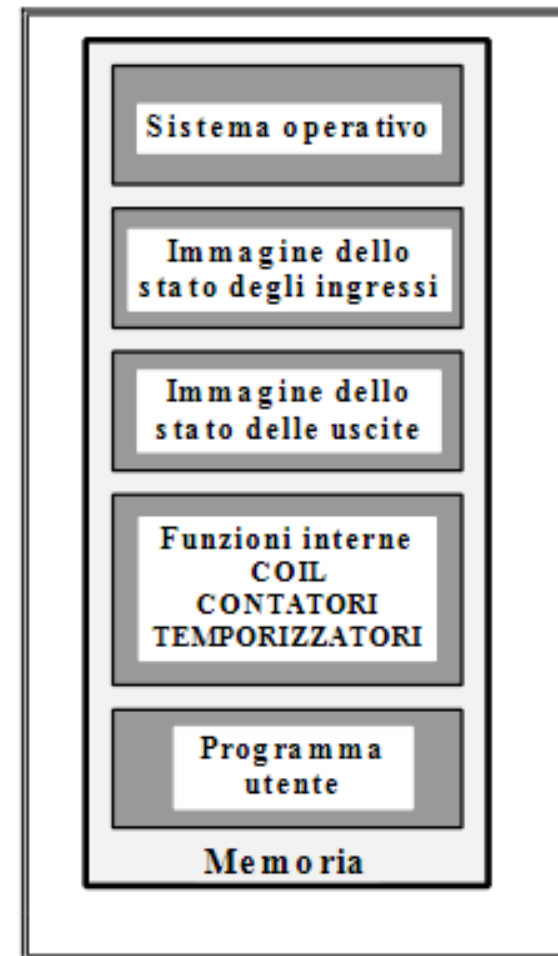 Sistema operativo
Immagine dello
stato degli ingressi
Immagine dello
stato delle uscite
Funzioni interne
COIL
CONTATORI
TEMPORIZZATORI
Programma
utente
Memoria